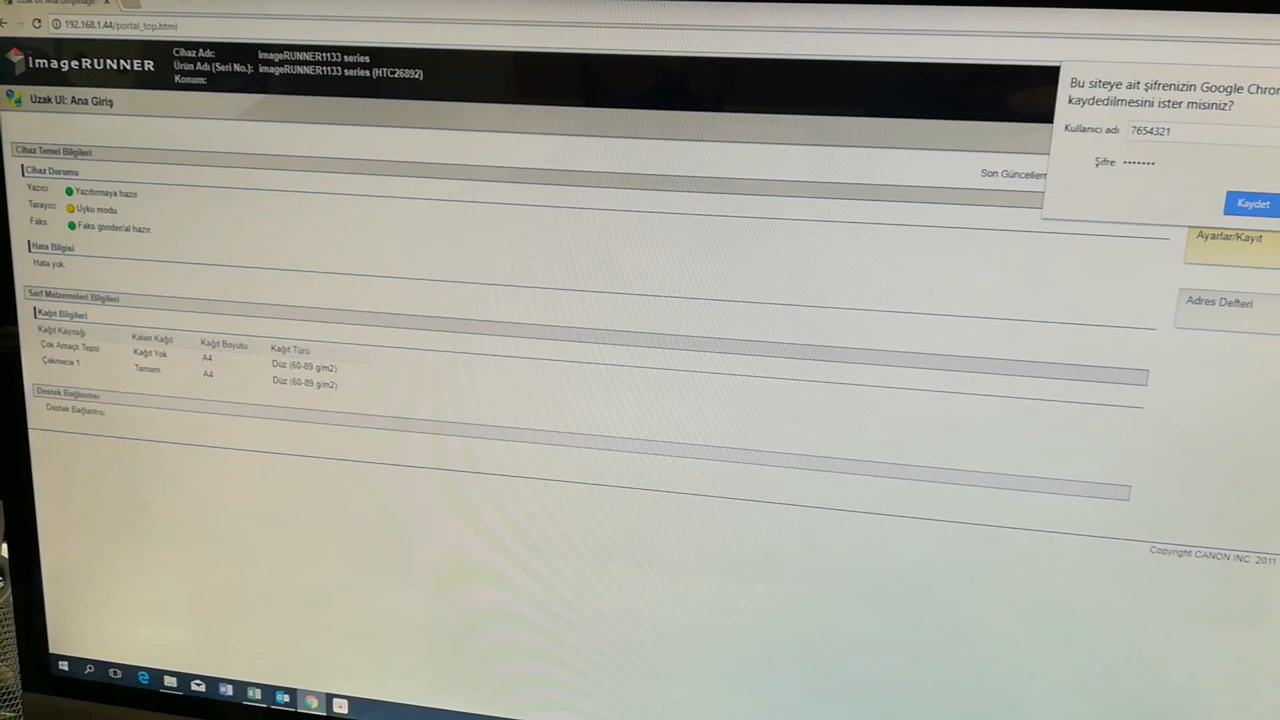 192.168.1.44/portal_top.html
imageRUNNER
Cihaz Adı: imageRUNNER1133 series
Ürün Adı (Seri No.): imageRUNNER1133 series (HTC26892)
Konum:
Uzak UI: Ana Giriş
Bu siteye ait şifrenizin Google Chro
kaydedilmesini ister misiniz?
Kullanıcı adı 7654321
Şifre •••••••
Kaydet
Cihaz Temel Bilgileri
Son Güncellem
Cihaz Durumu
Yazıcı: Yazdırmaya hazır.
Tarayıcı: Uyku modu.
Faks: Faks gönder/al hazır.
Ayarlar/Kayıt
Hata Bilgisi
Hata yok.
Adres Defteri
Sarf Malzemeleri Bilgileri
Kağıt Bilgileri
Kağıt Kaynağı Kalan Kağıt Kağıt Boyutu Kağıt Türü
Çok Amaçlı Tepsi Kağıt Yok A4 Düz (60-89 g/m2)
Çekmece 1 Tamam A4 Düz (60-89 g/m2)
Destek Bağlantısı
Destek Bağlantısı
Copyright CANON INC. 2011